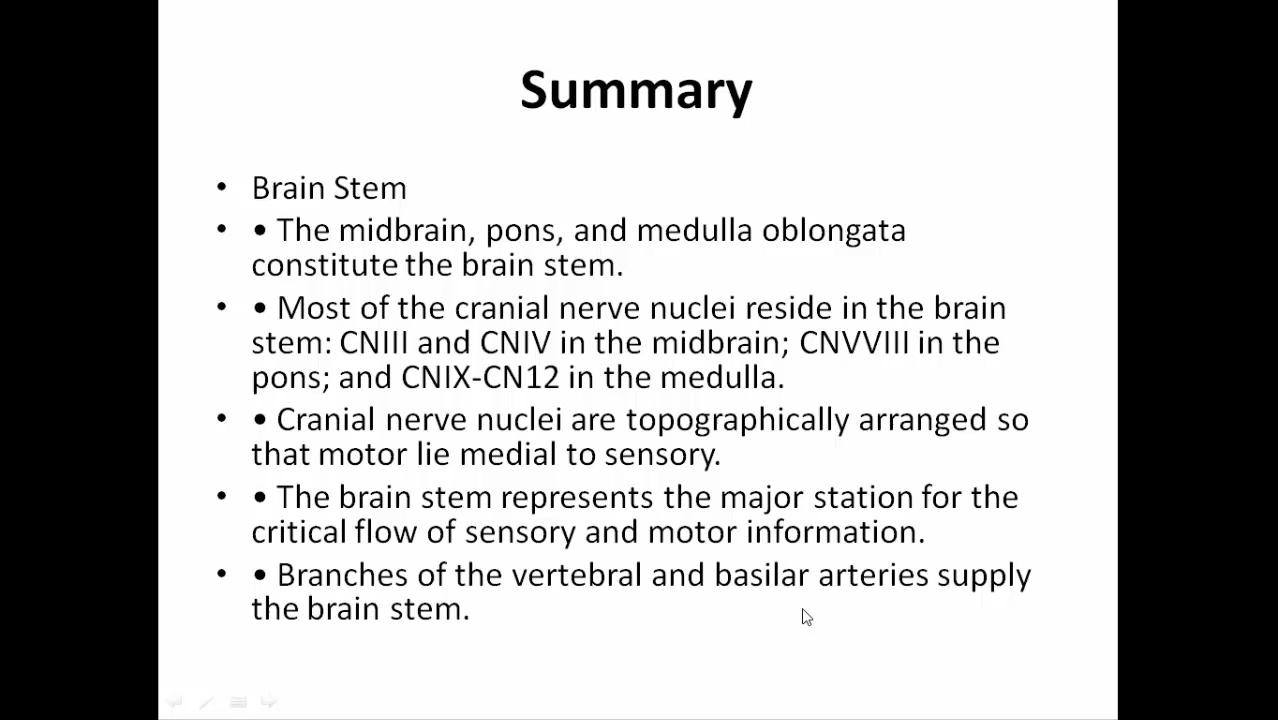 Summary
• Brain Stem
• • The midbrain, pons, and medulla oblongata
constitute the brain stem.
• • Most of the cranial nerve nuclei reside in the brain
stem: CNIII and CNIV in the midbrain; CNVVIII in the
pons; and CNIX-CN12 in the medulla.
• • Cranial nerve nuclei are topographically arranged so
that motor lie medial to sensory.
• • The brain stem represents the major station for the
critical flow of sensory and motor information.
• • Branches of the vertebral and basilar arteries supply
the brain stem.